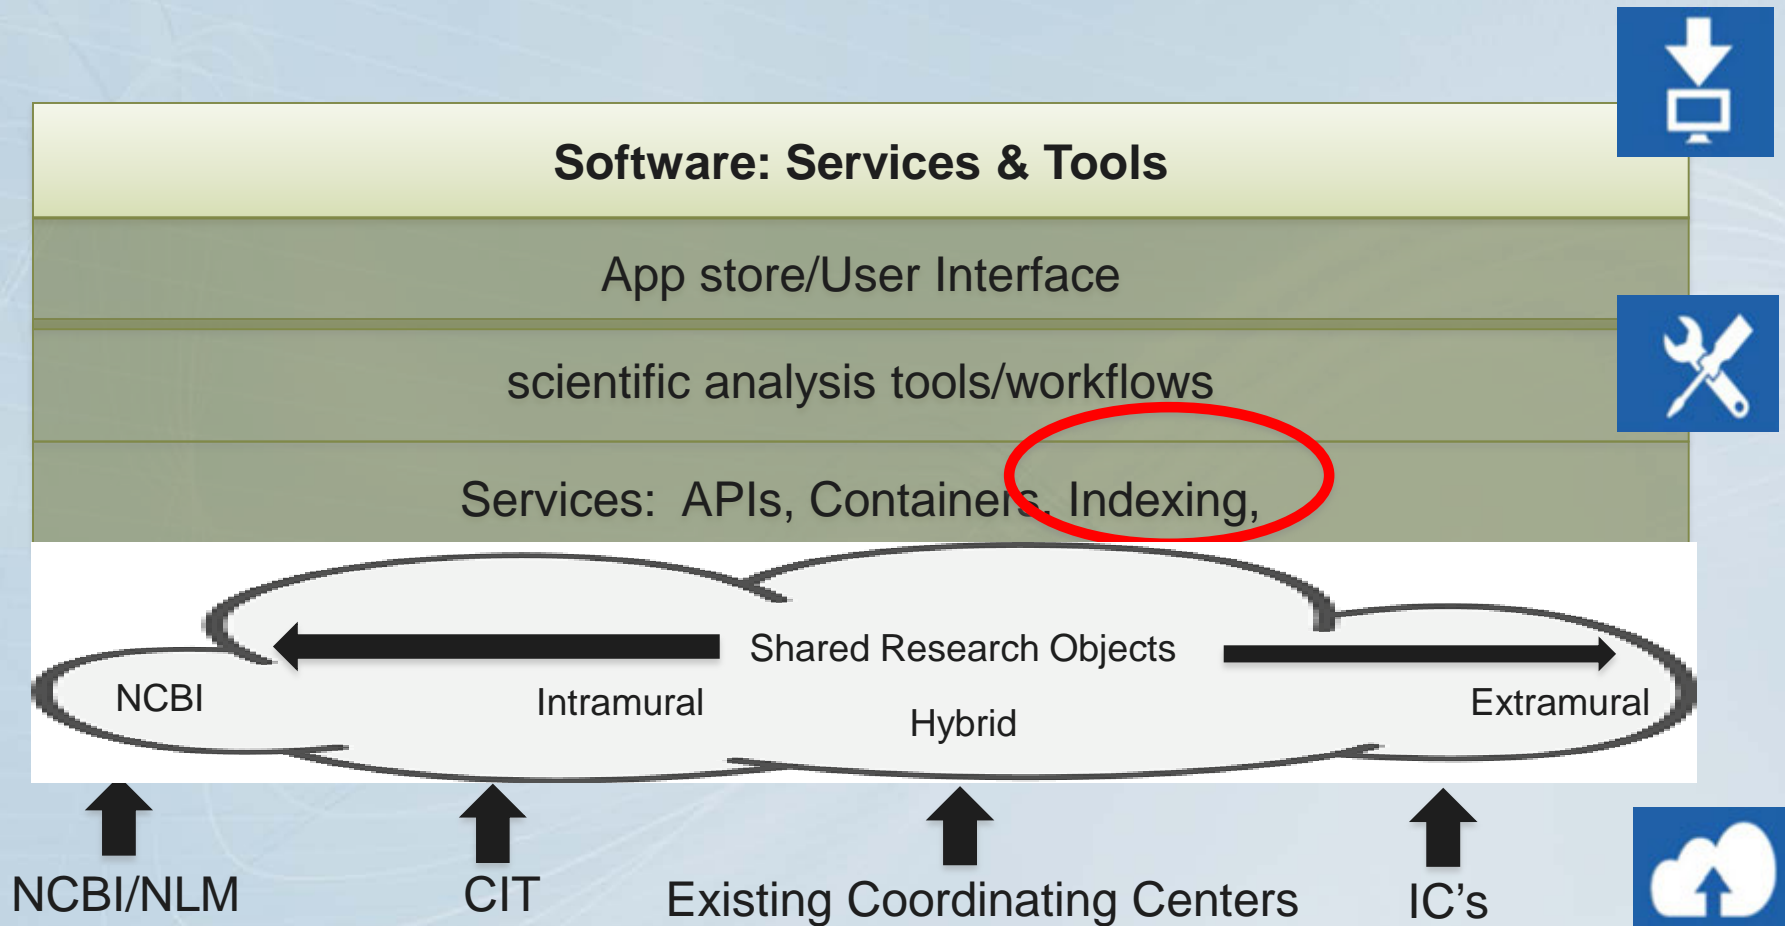 Software: Services & Tools
App store/User Interface
scientific analysis tools/workflows
Services:  APIs, Containers, Indexing,
Shared Research Objects
NCBI
Intramural
Hybrid
Extramural
NCBI/NLM
CIT
Existing Coordinating Centers
IC's